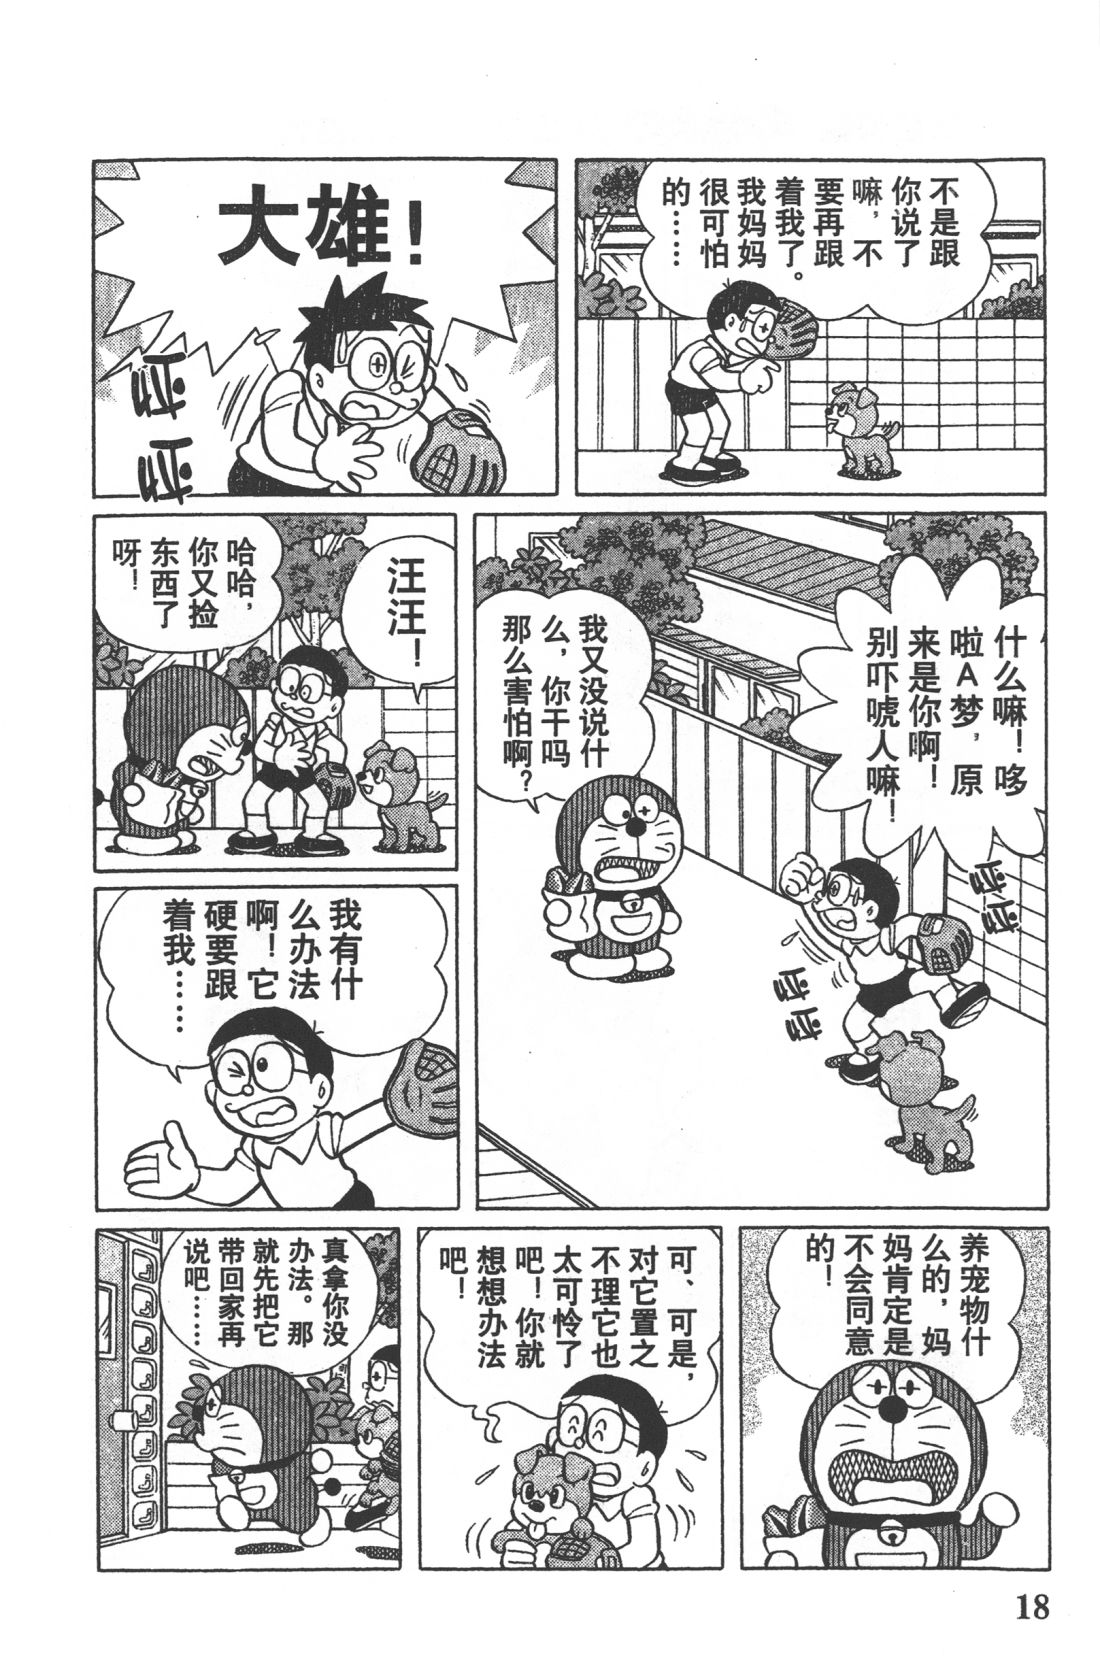 不是跟
你说了
嘛，不
要再跟
着我了。
我妈妈
很可怕
的……
大雄！
什么嘛！哆
啦A梦，原
来是你啊！
别吓唬人嘛！
我又没说什
么，你干吗
那么害怕啊？
汪
汪！
哈哈，
你又捡
东西了
呀！
我有什
么办法
啊！它
硬要跟
着我……
养宠物什
么的，妈
妈肯定是
不会同意
的！
可、可是，
对它置之
不理它也
太可怜了
吧！你就
想想办法
吧！
真拿你没
办法。那
就先把它
带回家再
说吧……
18